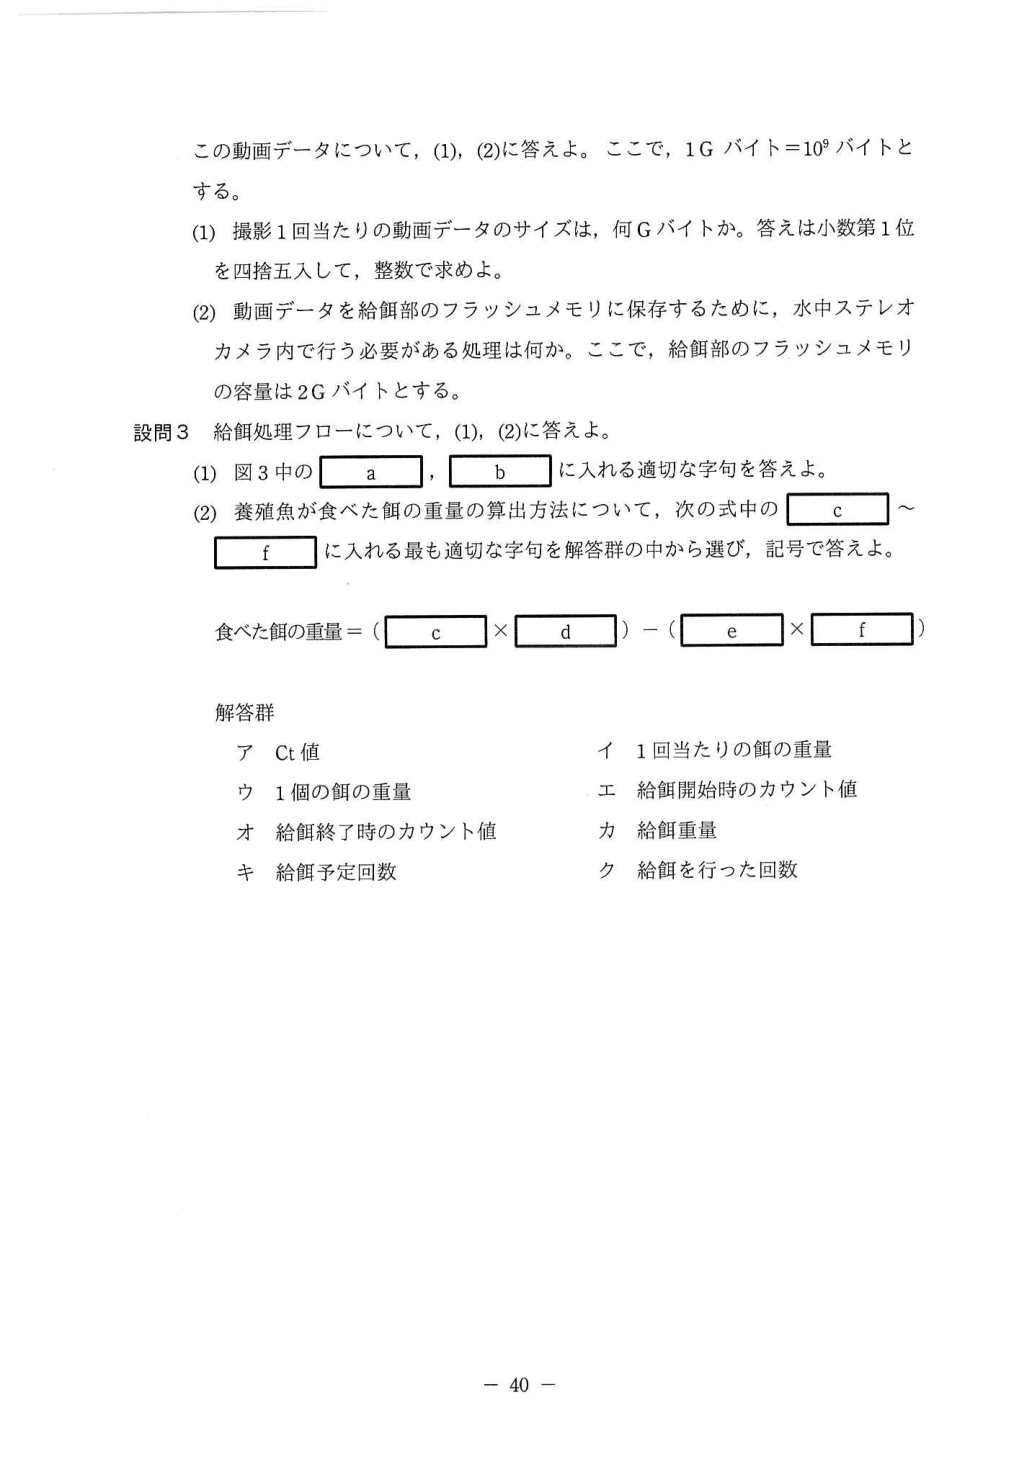 この動画データについて，(1)，(2)に答えよ。ここで，1G バイト＝10⁹ バイトと
する。
(1) 撮影1回当たりの動画データのサイズは，何Gバイトか。答えは小数第1位
を四捨五入して，整数で求めよ。
(2) 動画データを給餌部のフラッシュメモリに保存するために，水中ステレオ
カメラ内で行う必要がある処理は何か。ここで，給餌部のフラッシュメモリ
の容量は2Gバイトとする。
設問3 給餌処理フローについて，(1)，(2)に答えよ。
(1) 図3中の a ， b に入れる適切な字句を答えよ。
(2) 養殖魚が食べた餌の重量の算出方法について，次の式中の c ～
f に入れる最も適切な字句を解答群の中から選び，記号で答えよ。
食べた餌の重量＝（ c × d ）－（ e × f ）
解答群
ア Ct値 イ 1回当たりの餌の重量
ウ 1個の餌の重量 エ 給餌開始時のカウント値
オ 給餌終了時のカウント値 カ 給餌重量
キ 給餌予定回数 ク 給餌を行った回数
－ 40 －